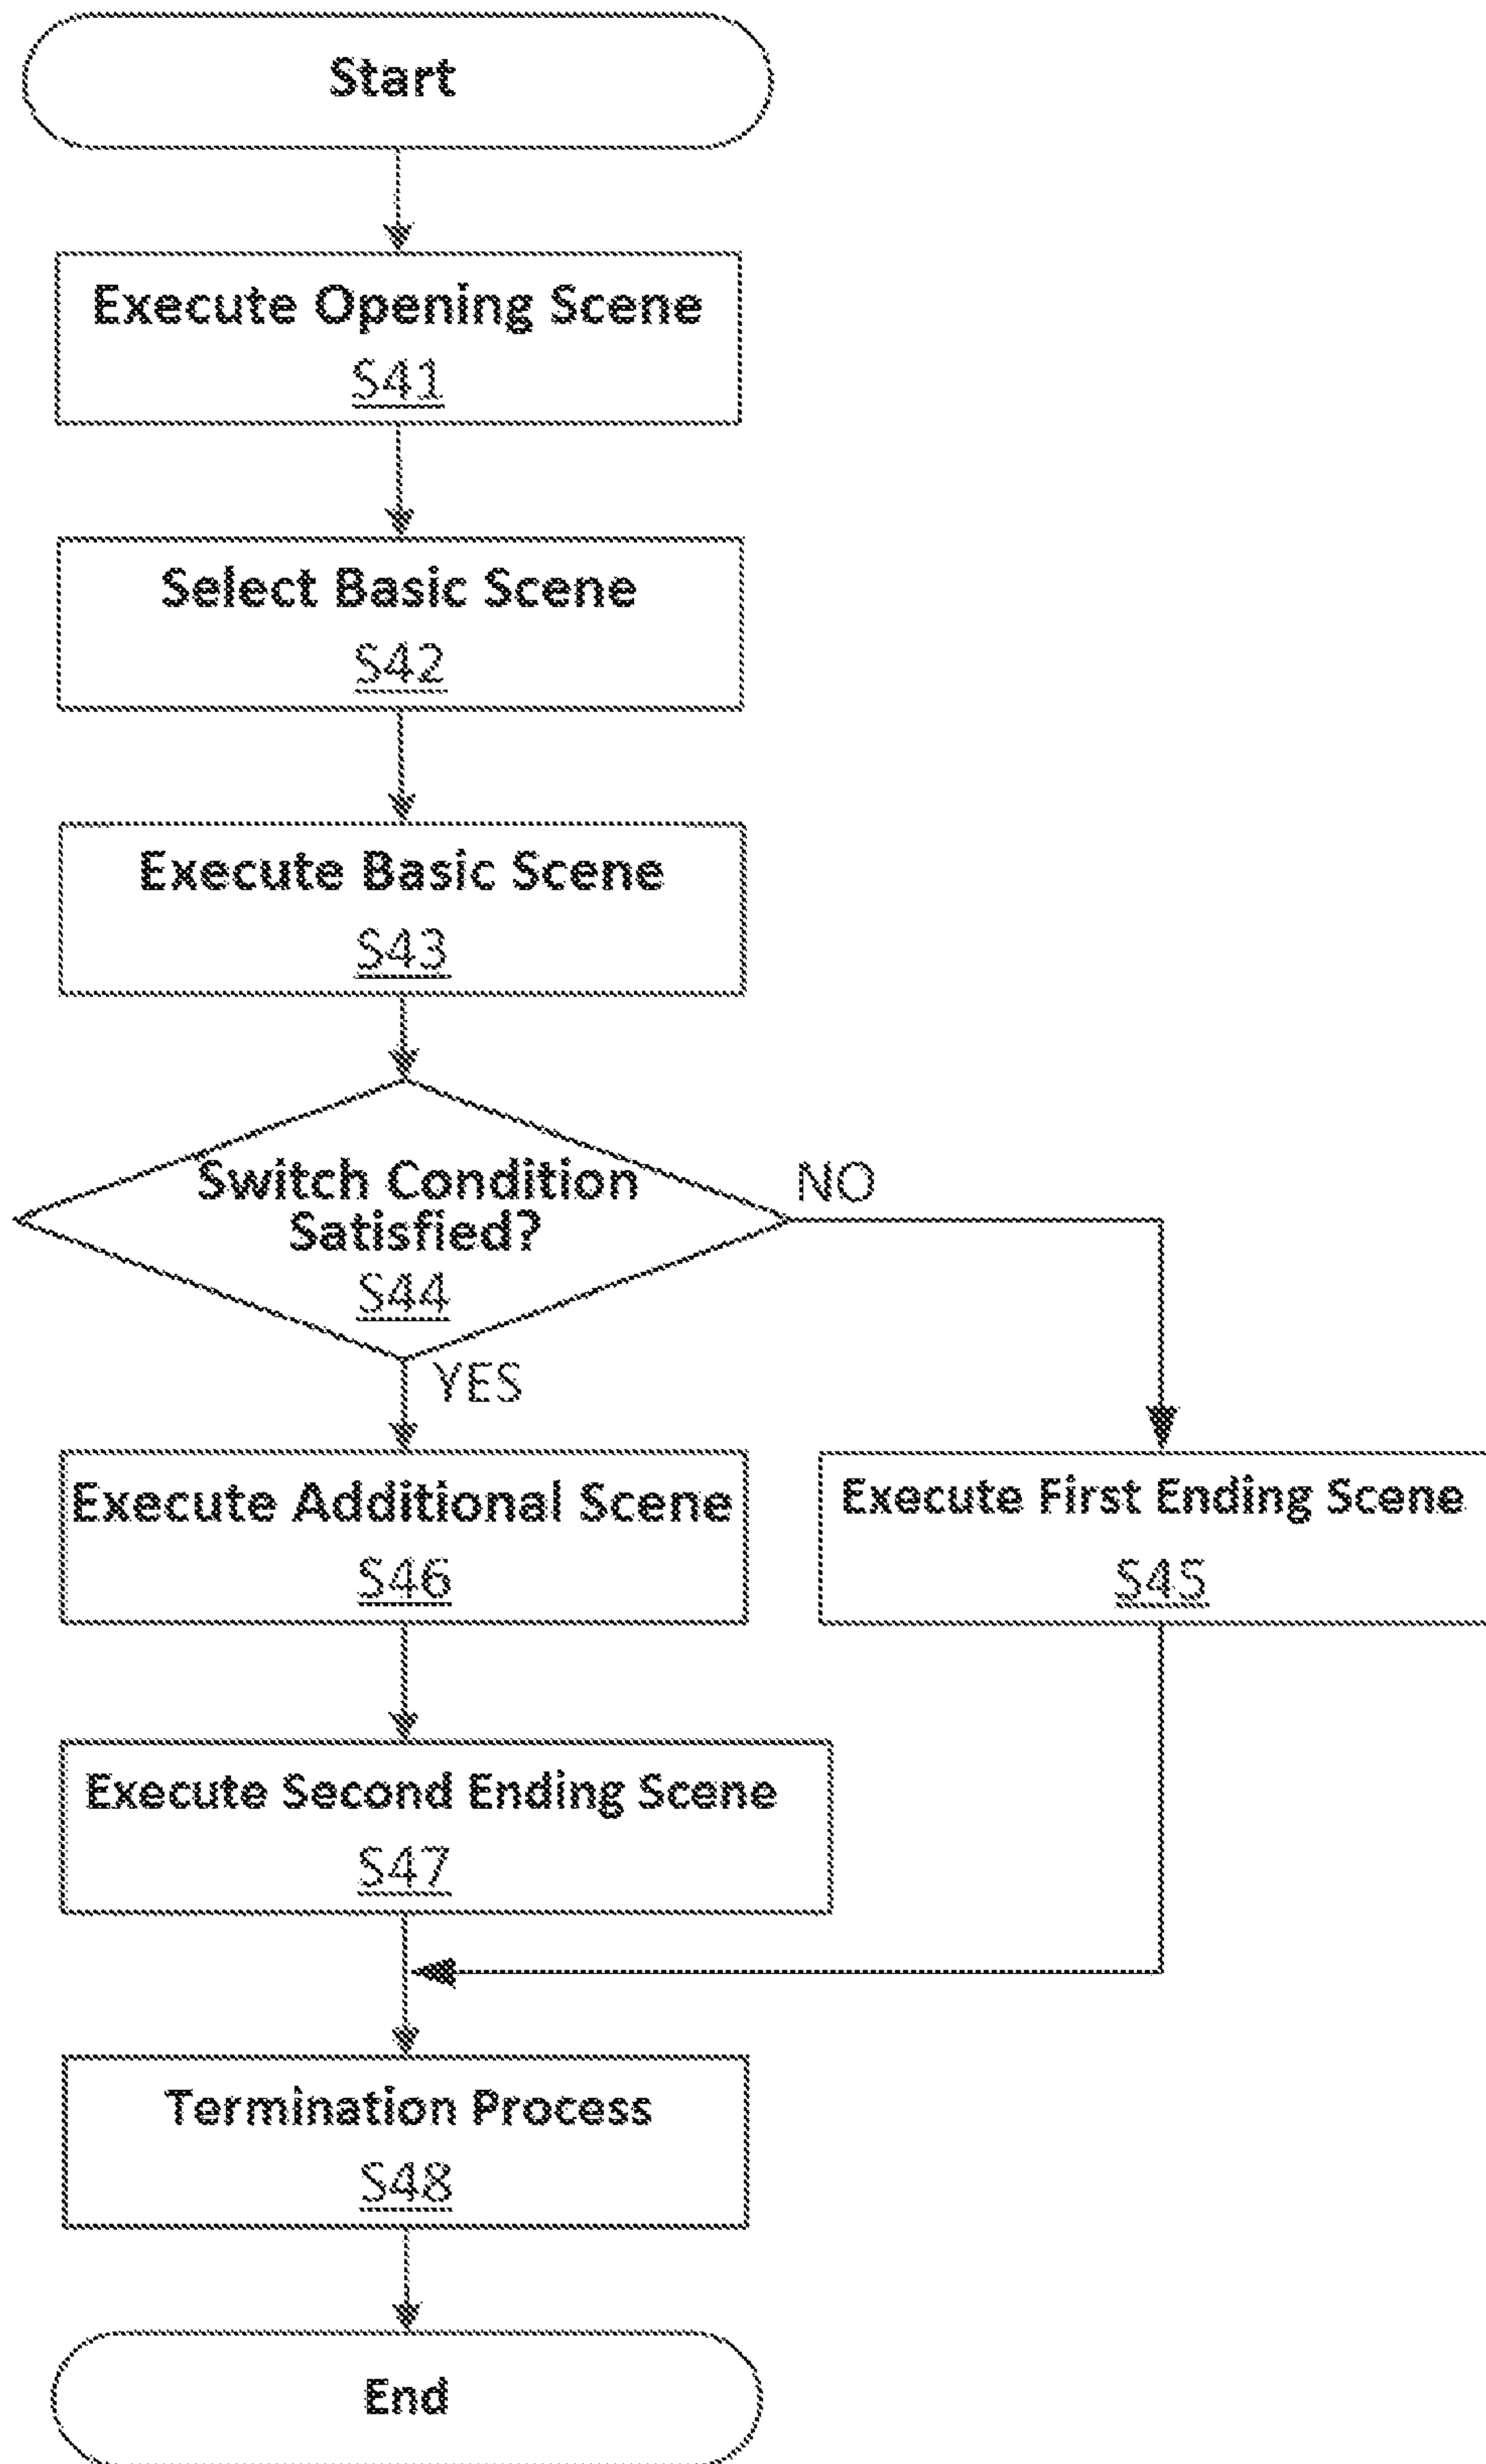 Start
Execute Opening Scene
S41
Select Basic Scene
S42
Execute Basic Scene
S43
Switch Condition
Satisfied?
S44
NO
YES
Execute Additional Scene
S46
Execute First Ending Scene
S45
Execute Second Ending Scene
S47
Termination Process
S48
End